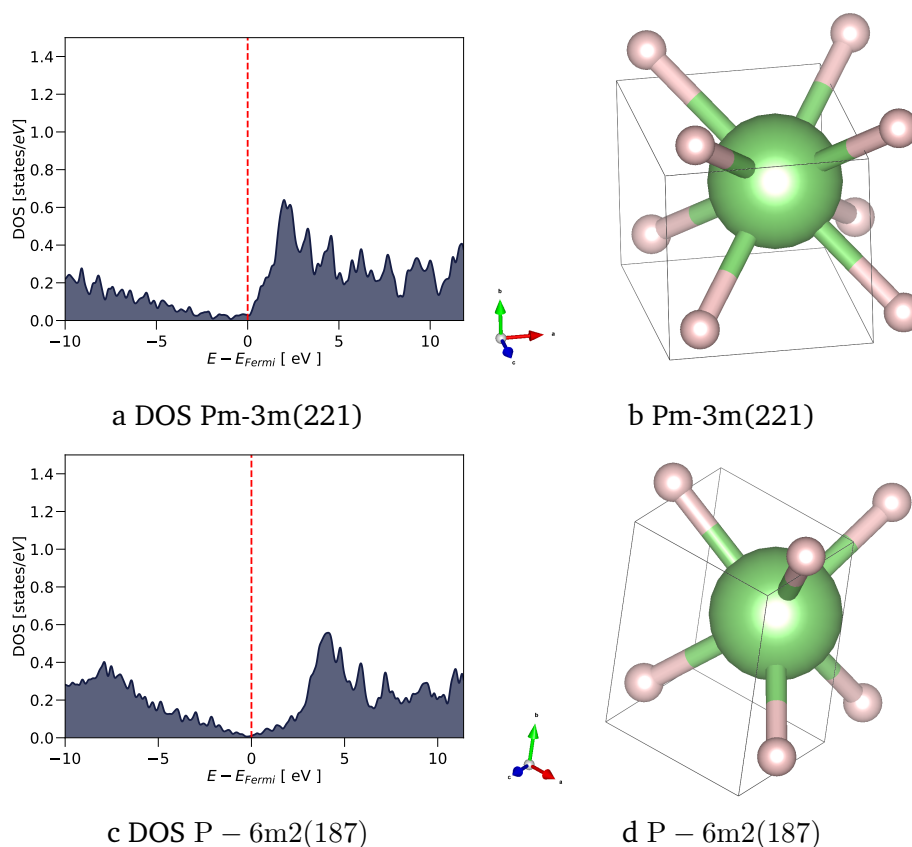 1.4
1.2
1.0
0.8
0.6
0.4
0.2
0.0
DOS [states/eV]
−10 −5 0 5 10
E − E_Fermi [ eV ]
b
a
c
a DOS Pm-3m(221)
b Pm-3m(221)
1.4
1.2
1.0
0.8
0.6
0.4
0.2
0.0
DOS [states/eV]
−10 −5 0 5 10
E − E_Fermi [ eV ]
b
c
a
c DOS P − 6m2(187)
d P − 6m2(187)